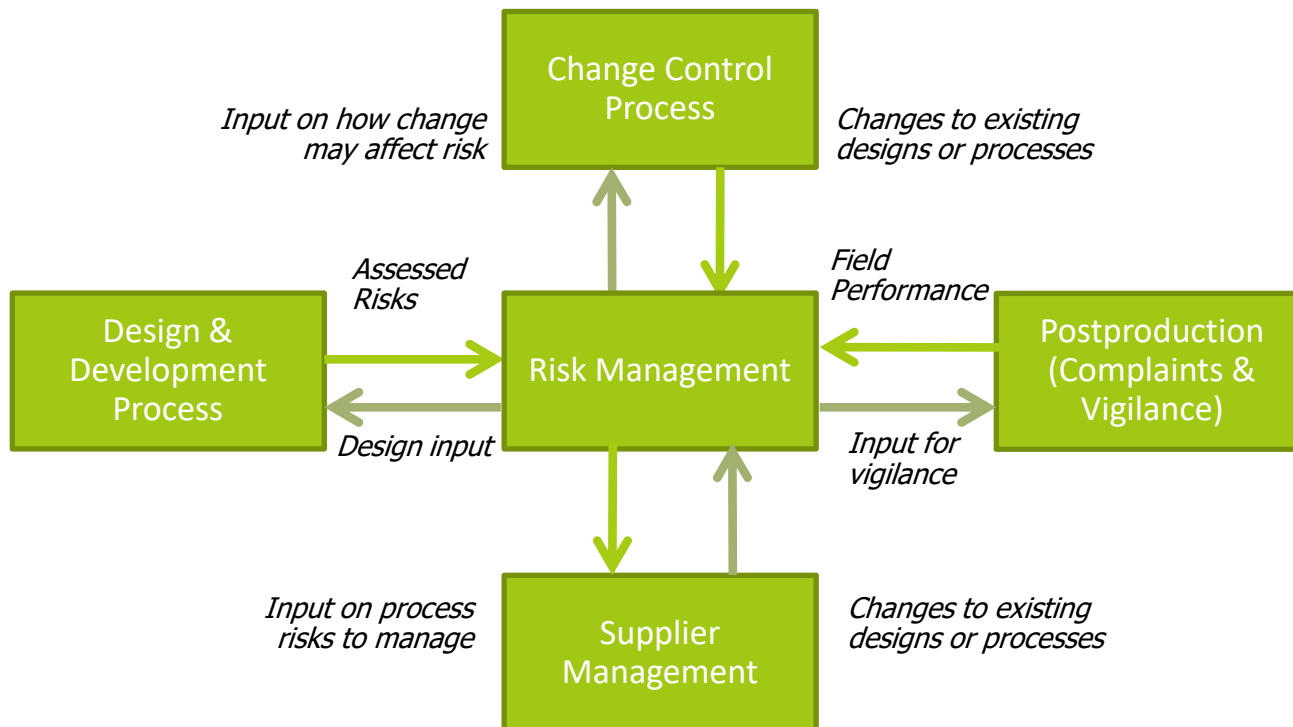 Change Control
Process
Input on how change
may affect risk
Changes to existing
designs or processes
Assessed
Risks
Field
Performance
Design &
Development
Process
Risk Management
Postproduction
(Complaints &
Vigilance)
Design input
Input for
vigilance
Input on process
risks to manage
Supplier
Management
Changes to existing
designs or processes